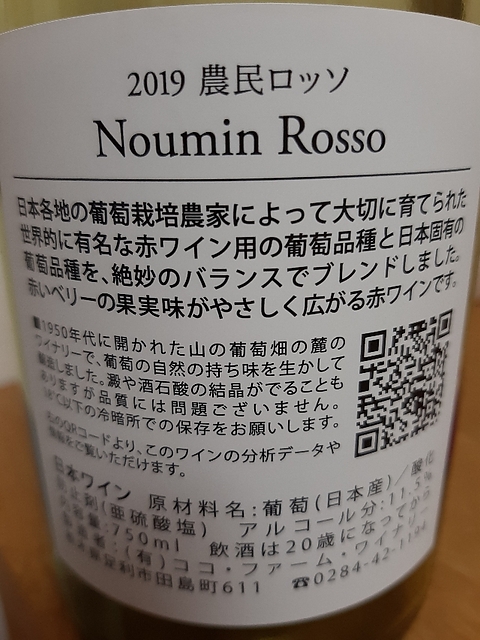 2019 農民ロッソ
Noumin Rosso
日本各地の葡萄栽培農家によって大切に育てられた
世界的に有名な赤ワイン用の葡萄品種と日本固有の
葡萄品種を、絶妙のバランスでブレンドしました。
赤いベリーの果実味がやさしく広がる赤ワインです。
■1950年代に開かれた山の葡萄畑の麓の
ワイナリーで、葡萄の自然の持ち味を生かして
醸造しました。澱や酒石酸の結晶がでることも
ありますが品質には問題ございません。
18℃以下の冷暗所での保存をお願いします。
右のQRコードより、このワインの分析データや
をご覧いただけます。
日本ワイン 原材料名:葡萄(日本産)/酸化
防止剤(亜硫酸塩) アルコール分:11.5%
内容量:750ml 飲酒は20歳になってから
製造者:(有)ココ・ファーム・ワイナリー
足利市田島町611 ☎0284-42-1194